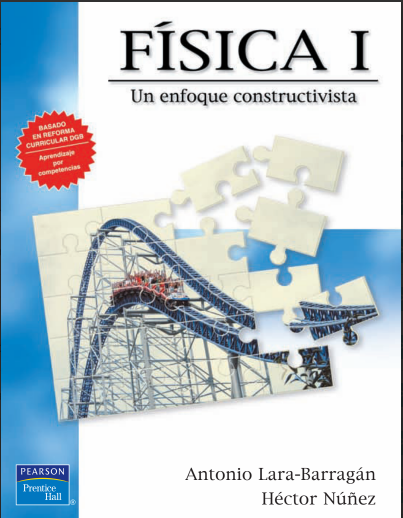 FÍSICA I
Un enfoque constructivista
BASADO
EN REFORMA
CURRICULAR DGB
Aprendizaje
por
competencias
PEARSON
Prentice
Hall
®
Antonio Lara-Barragán
Héctor Núñez